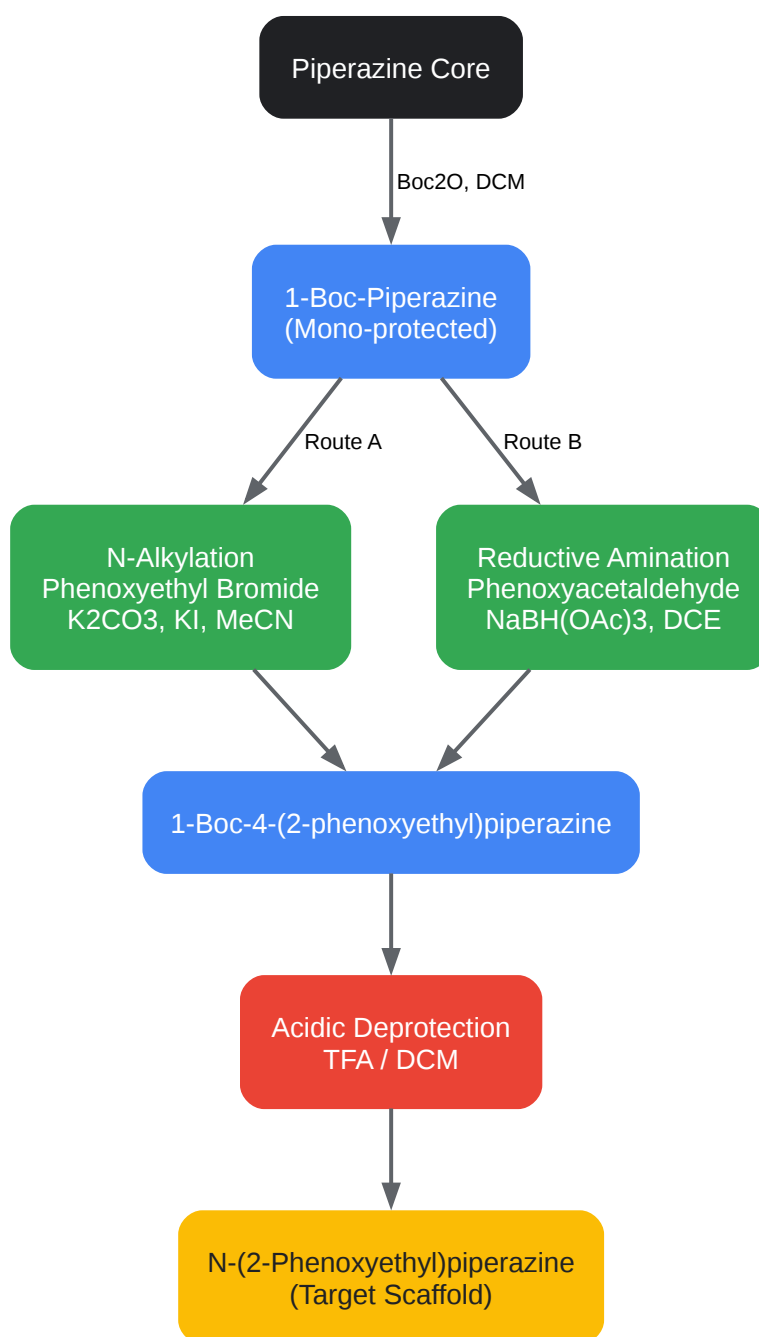 Piperazine Core
Boc2O, DCM
1-Boc-Piperazine
(Mono-protected)
Route A
Route B
N-Alkylation
Phenoxyethyl Bromide
K2CO3, KI, MeCN
Reductive Amination
Phenoxyacetaldehyde
NaBH(OAc)3, DCE
1-Boc-4-(2-phenoxyethyl)piperazine
Acidic Deprotection
TFA / DCM
N-(2-Phenoxyethyl)piperazine
(Target Scaffold)